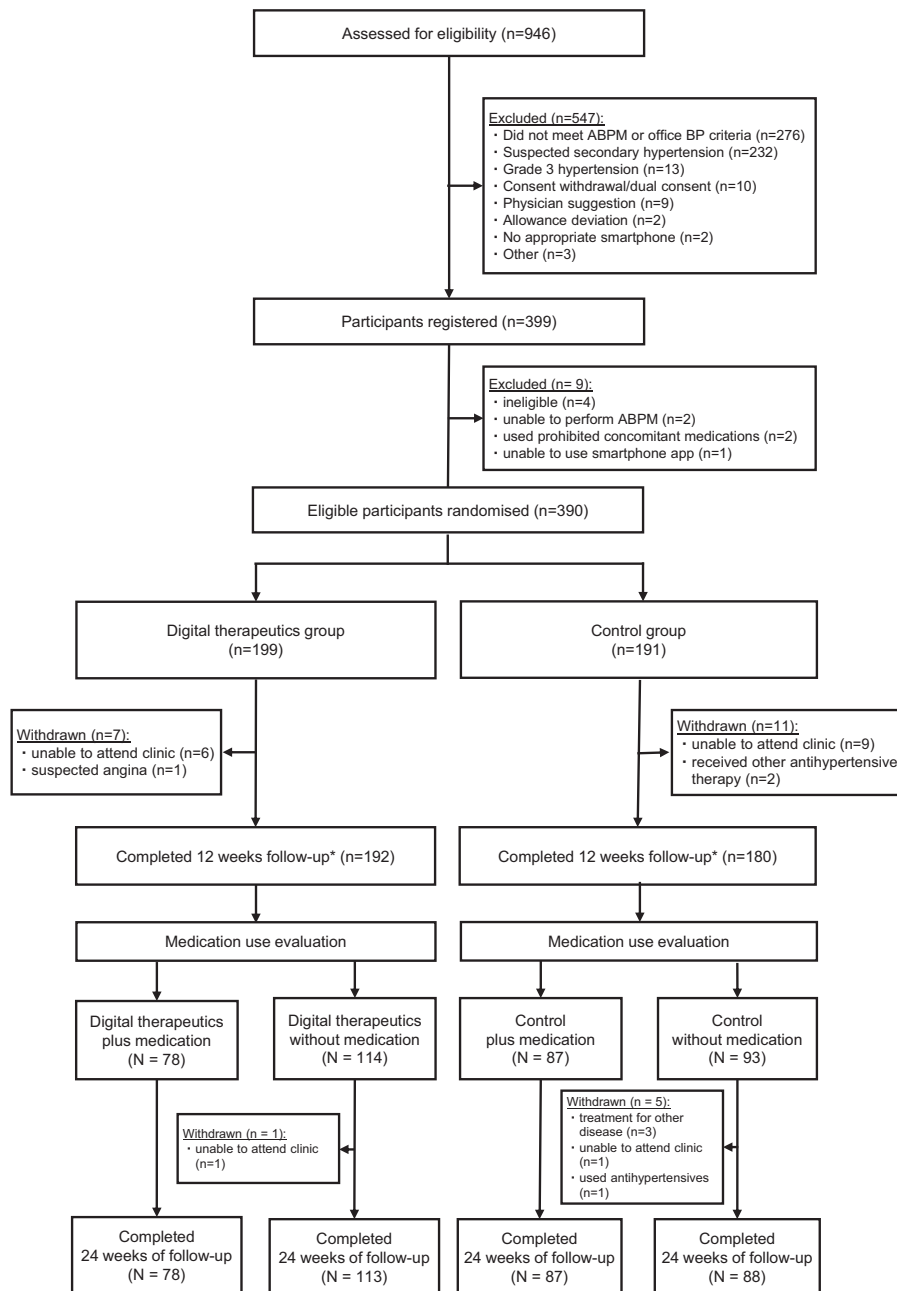 Assessed for eligibility (n=946)
Excluded (n=547):
・Did not meet ABPM or office BP criteria (n=276)
・Suspected secondary hypertension (n=232)
・Grade 3 hypertension (n=13)
・Consent withdrawal/dual consent (n=10)
・Physician suggestion (n=9)
・Allowance deviation (n=2)
・No appropriate smartphone (n=2)
・Other (n=3)
Participants registered (n=399)
Excluded (n= 9):
・ineligible (n=4)
・unable to perform ABPM (n=2)
・used prohibited concomitant medications (n=2)
・unable to use smartphone app (n=1)
Eligible participants randomised (n=390)
Digital therapeutics group
(n=199)
Control group
(n=191)
Withdrawn (n=7):
・unable to attend clinic (n=6)
・suspected angina (n=1)
Withdrawn (n=11):
・unable to attend clinic (n=9)
・received other antihypertensive
therapy (n=2)
Completed 12 weeks follow-up* (n=192)
Completed 12 weeks follow-up* (n=180)
Medication use evaluation
Medication use evaluation
Digital therapeutics
plus medication
(N = 78)
Digital therapeutics
without medication
(N = 114)
Control
plus medication
(N = 87)
Control
without medication
(N = 93)
Withdrawn (n = 1):
・unable to attend clinic
(n=1)
Withdrawn (n = 5):
・treatment for other
disease (n=3)
・unable to attend clinic
(n=1)
・used antihypertensives
(n=1)
Completed
24 weeks of follow-up
(N = 78)
Completed
24 weeks of follow-up
(N = 113)
Completed
24 weeks of follow-up
(N = 87)
Completed
24 weeks of follow-up
(N = 88)